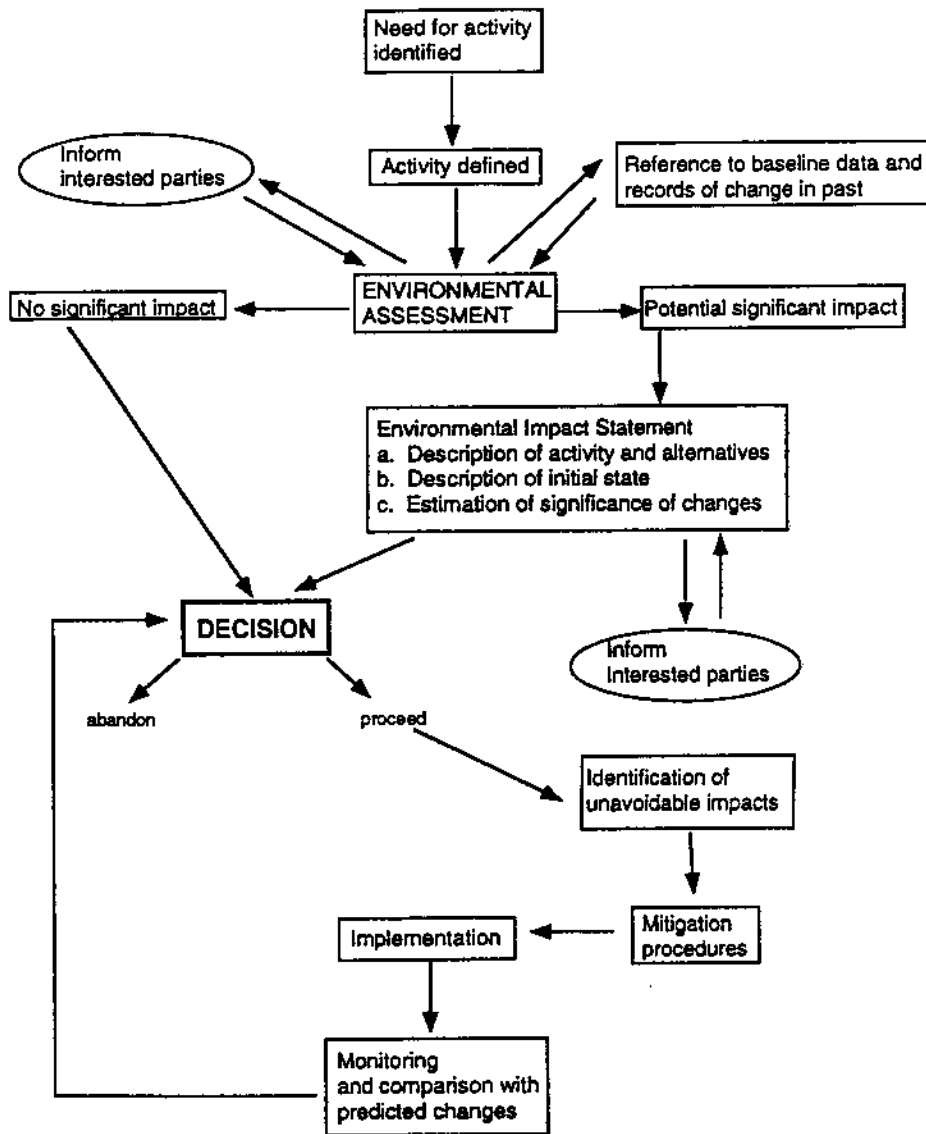 Need for activity
identified
Inform
interested parties
Activity defined
Reference to baseline data and
records of change in past
No significant impact
ENVIRONMENTAL
ASSESSMENT
Potential significant impact
Environmental Impact Statement
a. Description of activity and alternatives
b. Description of initial state
c. Estimation of significance of changes
DECISION
Inform
Interested parties
abandon
proceed
Identification of
unavoidable impacts
Implementation
Mitigation
procedures
Monitoring
and comparison with
predicted changes